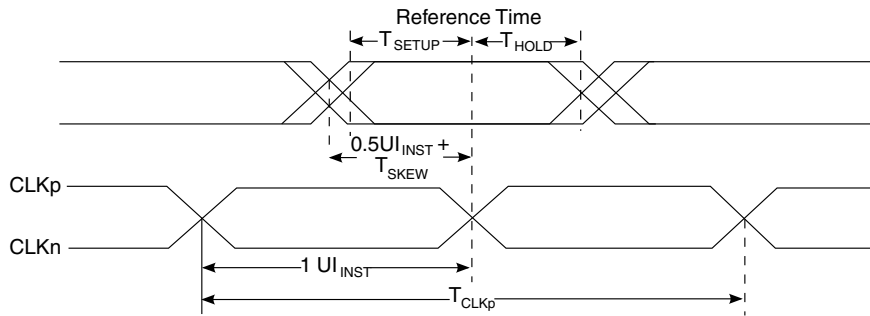 Reference Time
T_SETUP T_HOLD
0.5UI_INST +
T_SKEW
CLKp
CLKn
1 UI_INST
T_CLKp